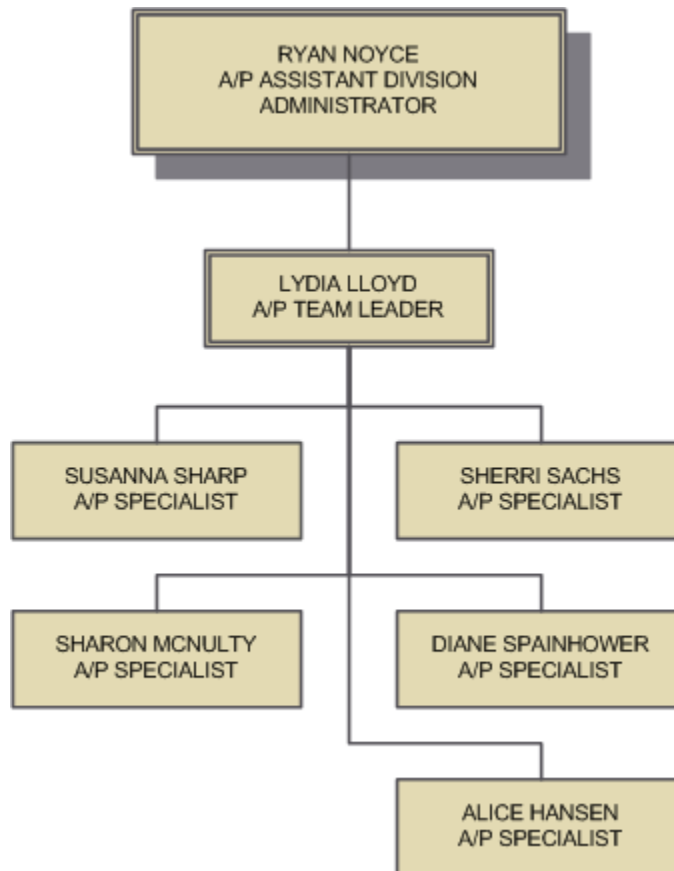 RYAN NOYCE
A/P ASSISTANT DIVISION
ADMINISTRATOR
LYDIA LLOYD
A/P TEAM LEADER
SUSANNA SHARP
A/P SPECIALIST
SHERRI SACHS
A/P SPECIALIST
SHARON MCNULTY
A/P SPECIALIST
DIANE SPAINHOWER
A/P SPECIALIST
ALICE HANSEN
A/P SPECIALIST